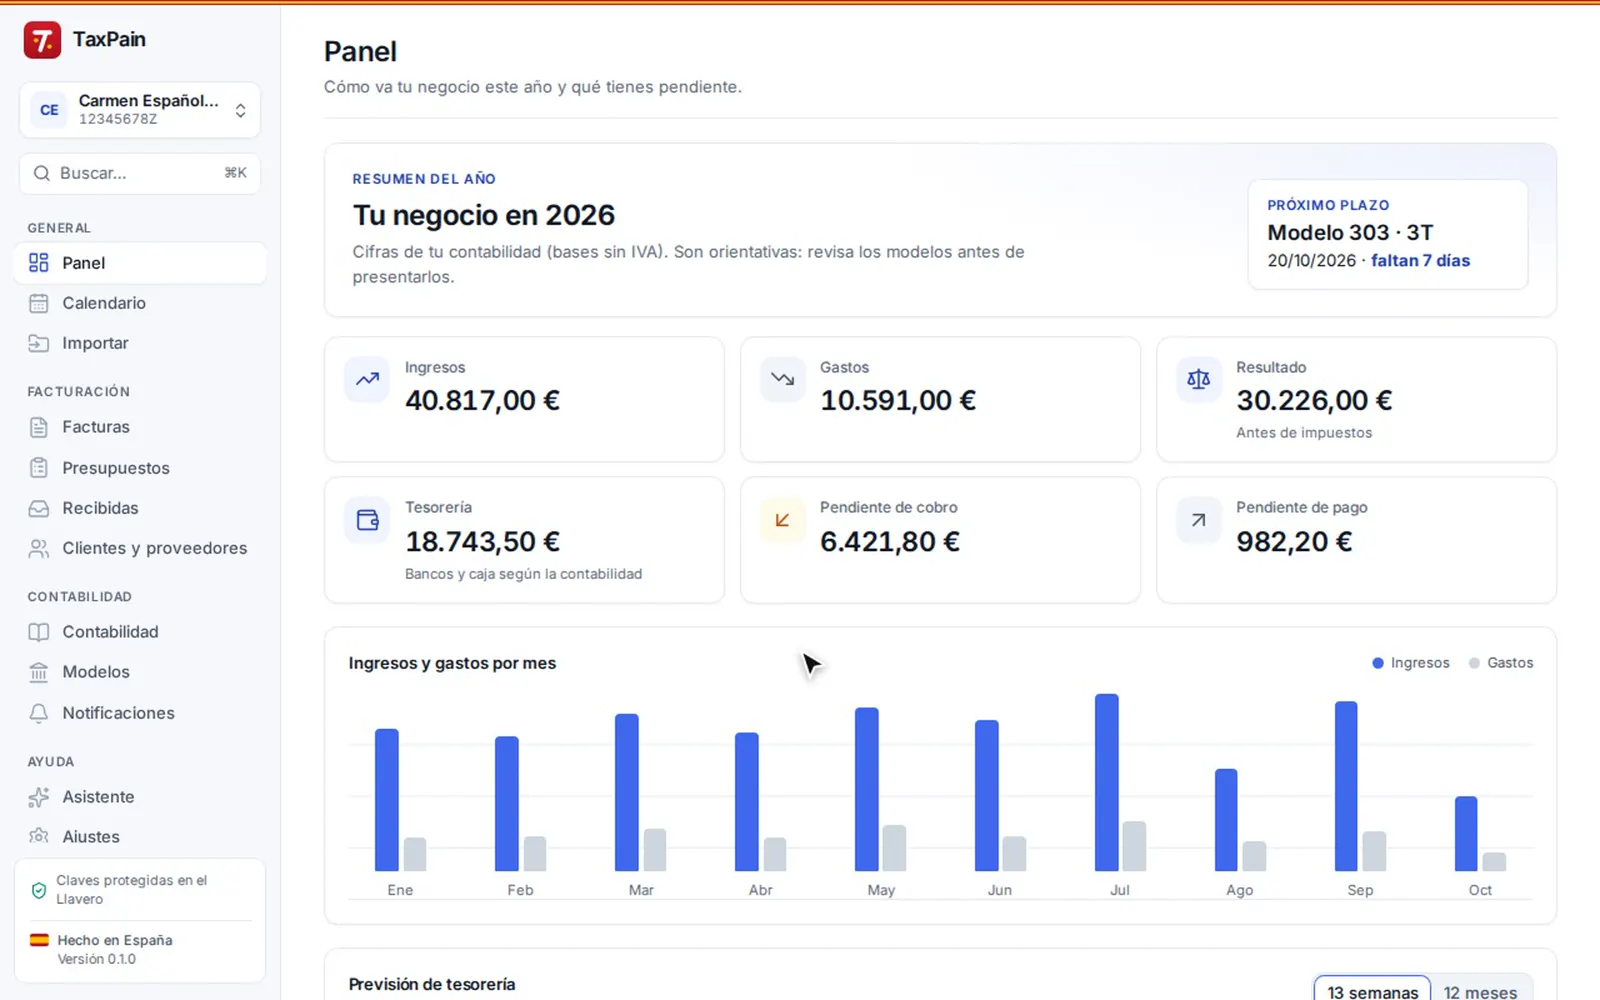 TaxPain
CE
Carmen Español...
12345678Z
Buscar...
⌘K
GENERAL
Panel
Calendario
Importar
FACTURACIÓN
Facturas
Presupuestos
Recibidas
Clientes y proveedores
CONTABILIDAD
Contabilidad
Modelos
Notificaciones
AYUDA
Asistente
Ajustes
Claves protegidas en el
Llavero
Hecho en España
Versión 0.1.0
Panel
Cómo va tu negocio este año y qué tienes pendiente.
RESUMEN DEL AÑO
Tu negocio en 2026
Cifras de tu contabilidad (bases sin IVA). Son orientativas: revisa los modelos antes de
presentarlos.
PRÓXIMO PLAZO
Modelo 303 · 3T
20/10/2026 · faltan 7 días
Ingresos
40.817,00 €
Gastos
10.591,00 €
Resultado
30.226,00 €
Antes de impuestos
Tesorería
18.743,50 €
Bancos y caja según la contabilidad
Pendiente de cobro
6.421,80 €
Pendiente de pago
982,20 €
Ingresos y gastos por mes
Ingresos
Gastos
Ene
Feb
Mar
Abr
May
Jun
Jul
Ago
Sep
Oct
Previsión de tesorería
13 semanas
12 meses